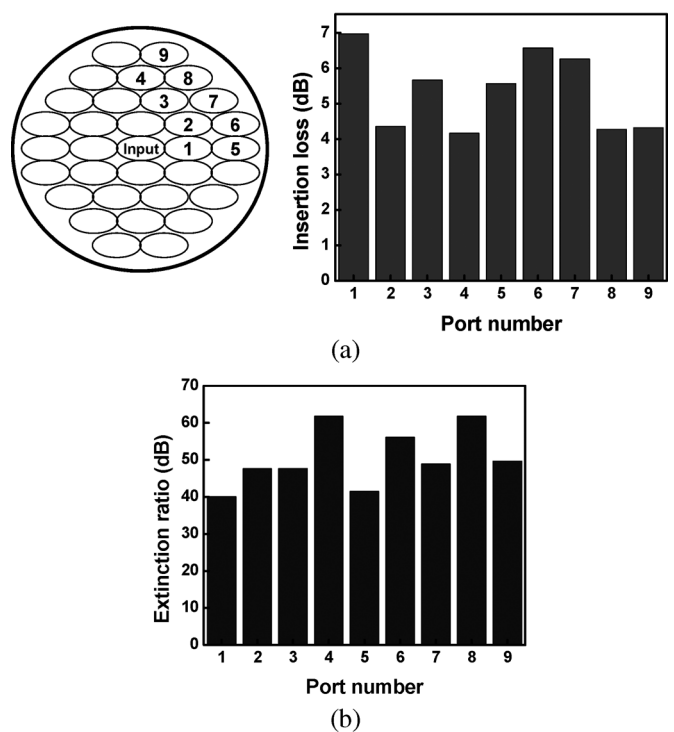 9
4 8
3 7
2 6
Input 1 5
Insertion loss (dB)
7
6
5
4
3
2
1
0
1 2 3 4 5 6 7 8 9
Port number
(a)
Extinction ratio (dB)
70
60
50
40
30
20
10
0
1 2 3 4 5 6 7 8 9
Port number
(b)